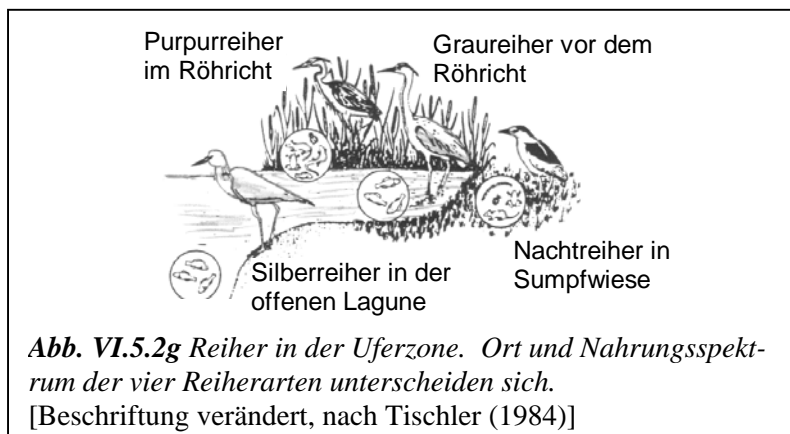 Purpurreiher
im Röhricht
Graureiher vor dem
Röhricht
Silberreiher in der
offenen Lagune
Nachtreiher in
Sumpfwiese
Abb. VI.5.2g Reiher in der Uferzone. Ort und Nahrungsspekt-
rum der vier Reiherarten unterscheiden sich.
[Beschriftung verändert, nach Tischler (1984)]